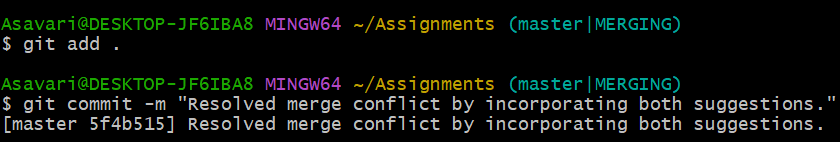 Asavari@DESKTOP-JF6IBA8 MINGW64 ~/Assignments (master|MERGING)
$ git add .
Asavari@DESKTOP-JF6IBA8 MINGW64 ~/Assignments (master|MERGING)
$ git commit -m "Resolved merge conflict by incorporating both suggestions."
[master 5f4b515] Resolved merge conflict by incorporating both suggestions.